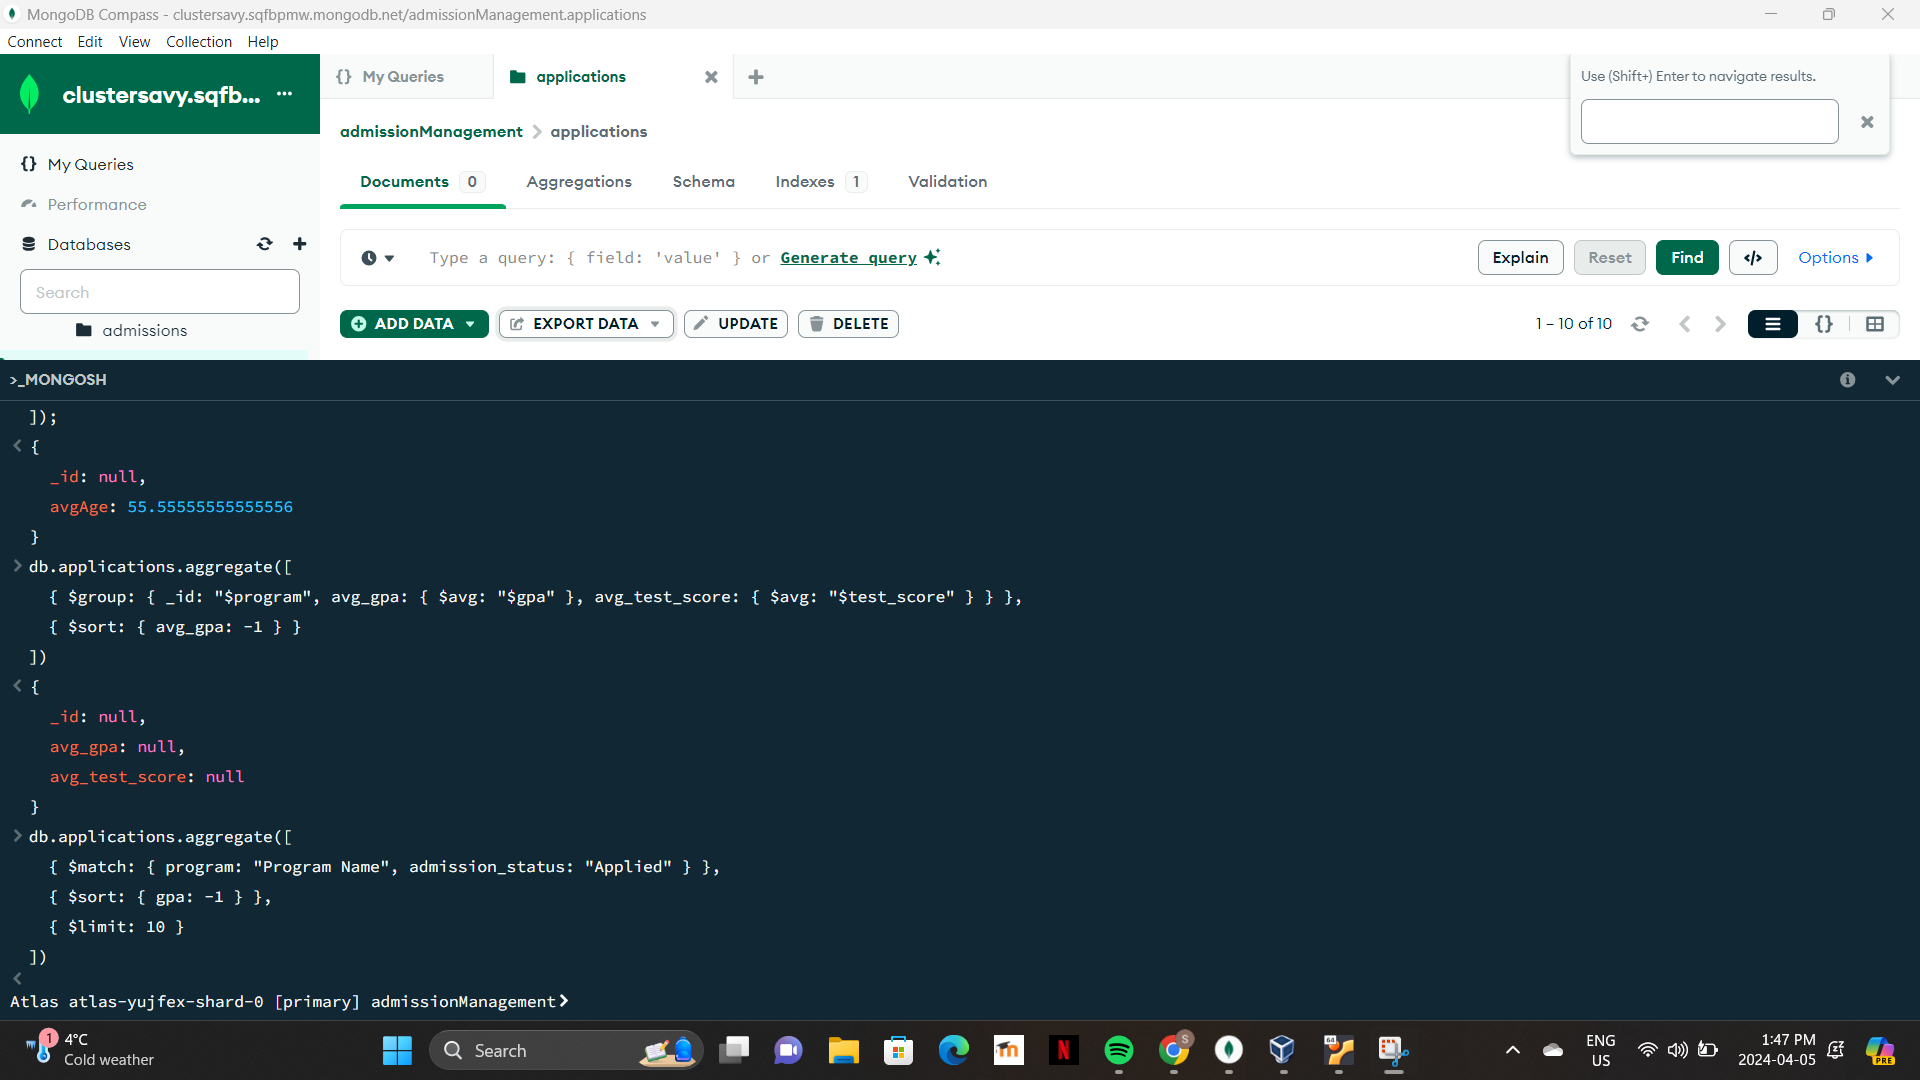 MongoDB Compass - clustersavy.sqfbpmw.mongodb.net/admissionManagement.applications
Connect Edit View Collection Help
clustersavy.sqfb... ...
{} My Queries
applications
Use (Shift+) Enter to navigate results.
admissionManagement > applications
{} My Queries
Performance
Databases
Search
admissions
Documents 0 Aggregations Schema Indexes 1 Validation
Type a query: { field: 'value' } or Generate query
Explain Reset Find </> Options
ADD DATA EXPORT DATA UPDATE DELETE
1 – 10 of 10
{}
>_MONGOSH
]);
< {
_id: null,
avgAge: 55.55555555555556
}
> db.applications.aggregate([
{ $group: { _id: "$program", avg_gpa: { $avg: "$gpa" }, avg_test_score: { $avg: "$test_score" } } },
{ $sort: { avg_gpa: -1 } }
])
< {
_id: null,
avg_gpa: null,
avg_test_score: null
}
> db.applications.aggregate([
{ $match: { program: "Program Name", admission_status: "Applied" } },
{ $sort: { gpa: -1 } },
{ $limit: 10 }
])
<
Atlas atlas-yujfex-shard-0 [primary] admissionManagement>
1
4°C
Cold weather
Search
m
N
S
64
ENG
US
1:47 PM
2024-04-05
PRE